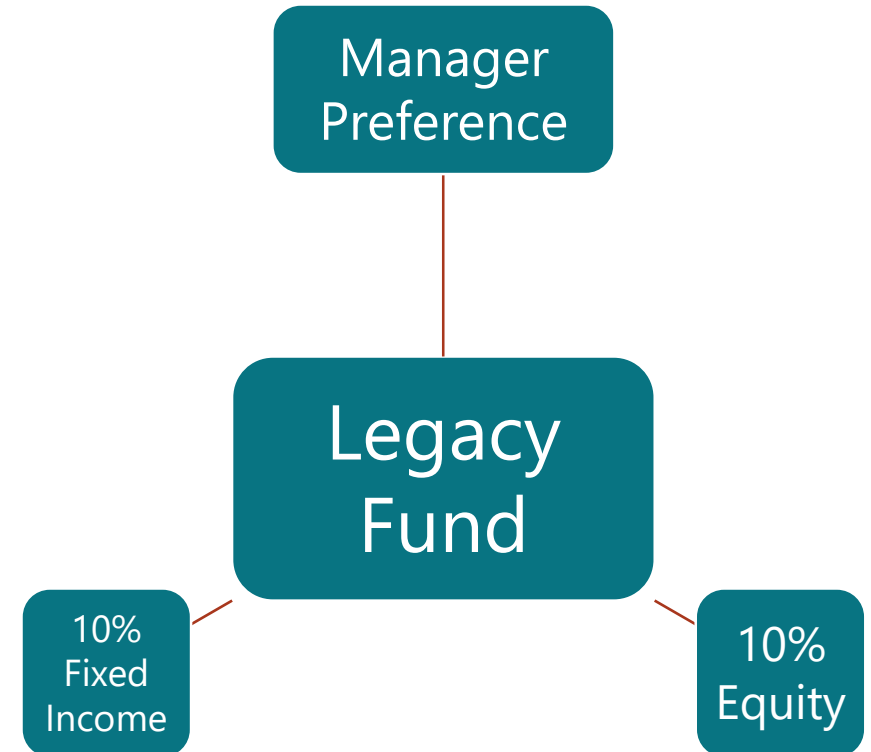 Manager
Preference
Legacy
Fund
10%
Fixed
Income
10%
Equity